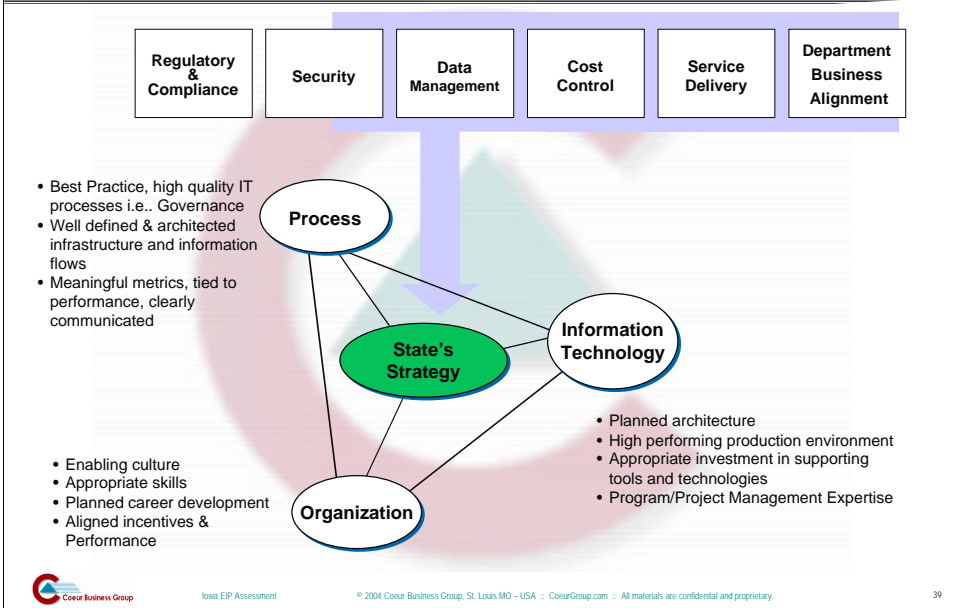 Regulatory
&
Compliance
Security
Data
Management
Cost
Control
Service
Delivery
Department
Business
Alignment
• Best Practice, high quality IT
processes i.e.. Governance
• Well defined & architected
infrastructure and information
flows
• Meaningful metrics, tied to
performance, clearly
communicated
Process
Information
Technology
State's
Strategy
• Planned architecture
• High performing production environment
• Appropriate investment in supporting
tools and technologies
• Program/Project Management Expertise
• Enabling culture
• Appropriate skills
• Planned career development
• Aligned incentives &
Performance
Organization
Coeur Business Group
Iowa EIP Assessment
© 2004 Coeur Business Group, St. Louis MO – USA :: CoeurGroup.com :: All materials are confidential and proprietary.
39